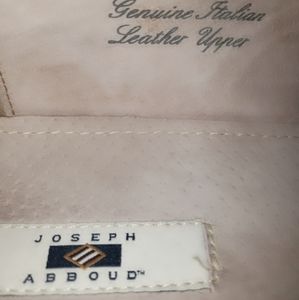 Genuine Italian
Leather Upper
JOSEPH
ABBOUD™